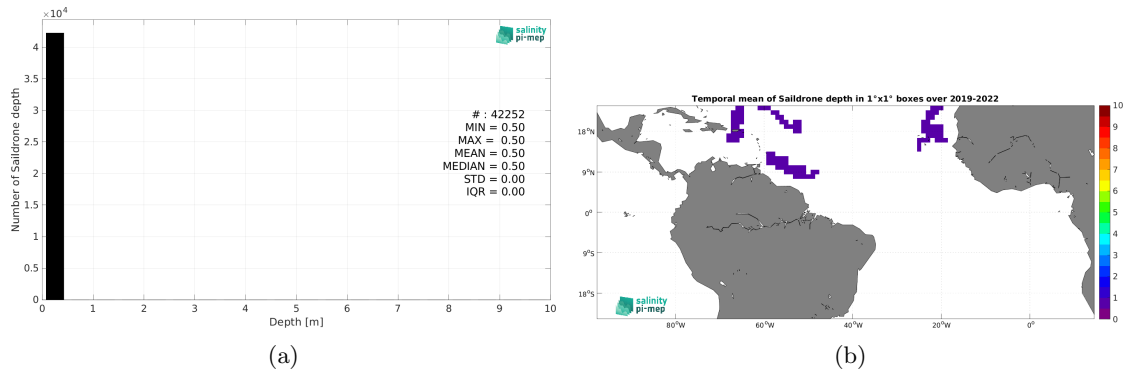 ×10⁴
4
3.5
3
2.5
2
1.5
1
0.5
0
Number of Saildrone depth
salinity
pi-mep
# : 42252
MIN = 0.50
MAX = 0.50
MEAN = 0.50
MEDIAN = 0.50
STD = 0.00
IQR = 0.00
0 1 2 3 4 5 6 7 8 9 10
Depth [m]
(a)
Temporal mean of Saildrone depth in 1°x1° boxes over 2019-2022
18°N
9°N
0°
9°S
18°S
80°W 60°W 40°W 20°W 0°
salinity
pi-mep
10
9
8
7
6
5
4
3
2
1
0
(b)